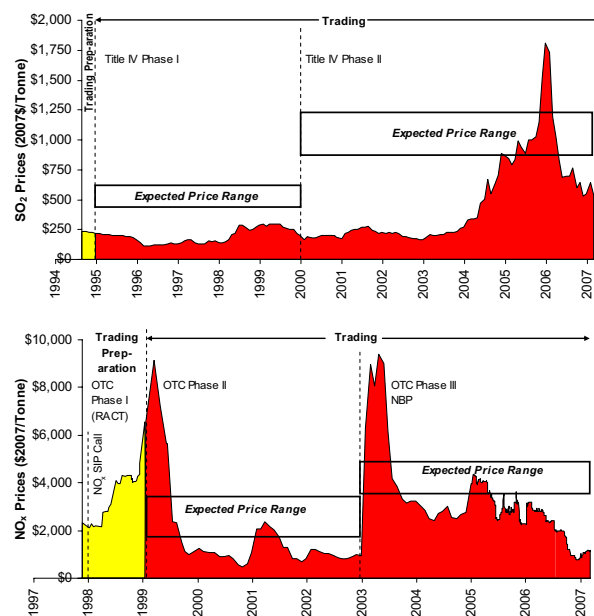 $2,000
Trading
$1,750
Trading Preparation
Title IV Phase I
Title IV Phase II
$1,500
$1,250
$1,000
Expected Price Range
$750
$500
Expected Price Range
$250
$0
SO2 Prices (2007$/Tonne)
1994
1995
1996
1997
1998
1999
2000
2001
2002
2003
2004
2005
2006
2007
$10,000
Trading
Prep-
aration
Trading
OTC
Phase I
(RACT)
OTC Phase II
OTC Phase III
NBP
NOx SIP Call
$8,000
$6,000
$4,000
Expected Price Range
Expected Price Range
$2,000
$0
NOx Prices ($2007/Tonne)
1997
1998
1999
2000
2001
2002
2003
2004
2005
2006
2007